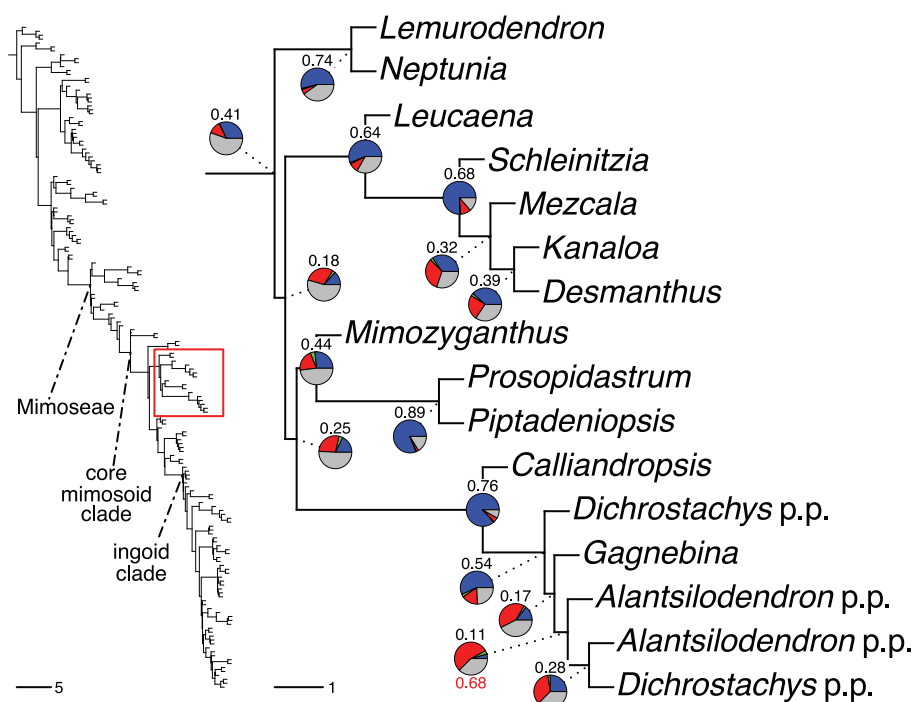 Lemurodendron
0.74
Neptunia
0.41
Leucaena
0.64
Schleinitzia
0.68
Mezcala
0.32
Kanaloa
0.18
0.39
Desmanthus
Mimozyganthus
0.44
Prosopidastrum
Mimoseae
Piptadeniopsis
0.25
0.89
Calliandropsis
core
mimosoid
clade
0.76
Dichrostachys p.p.
ingoid
clade
0.54
Gagnebina
0.17
Alantsilodendron p.p.
0.11
0.68
Alantsilodendron p.p.
0.28
Dichrostachys p.p.
5
1